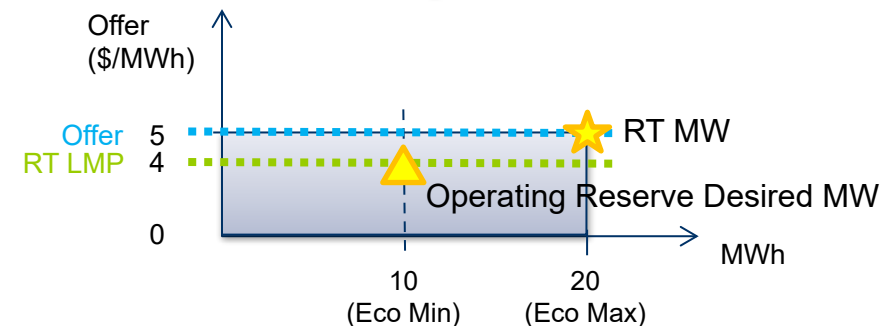 Offer
($/MWh)
Offer 5
RT MW
RT LMP 4
Operating Reserve Desired MW
0
MWh
10
(Eco Min)
20
(Eco Max)